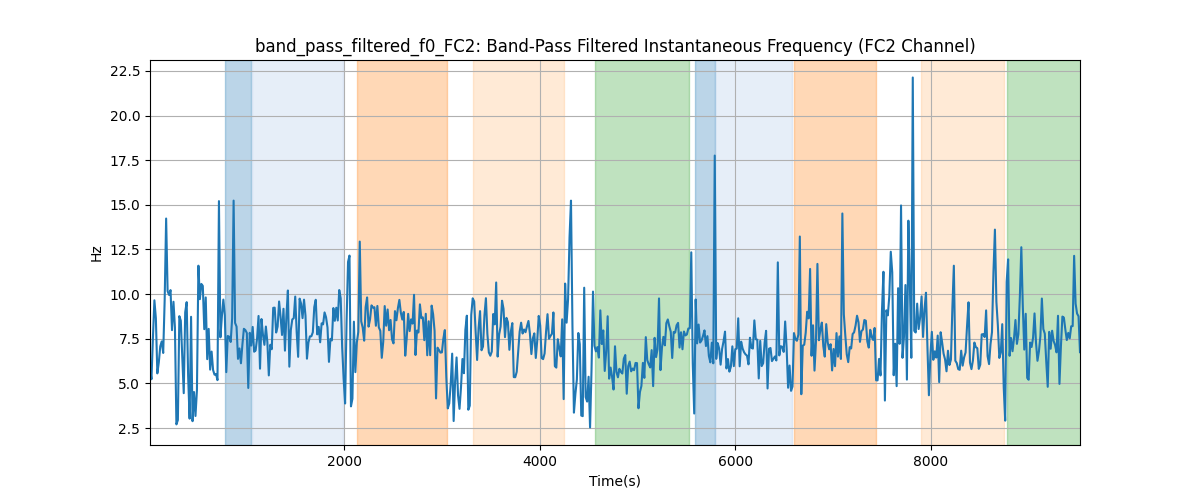 band_pass_filtered_f0_FC2: Band-Pass Filtered Instantaneous Frequency (FC2 Channel)
22.5
20.0
17.5
15.0
12.5
10.0
7.5
5.0
2.5
Hz
2000 4000 6000 8000
Time(s)